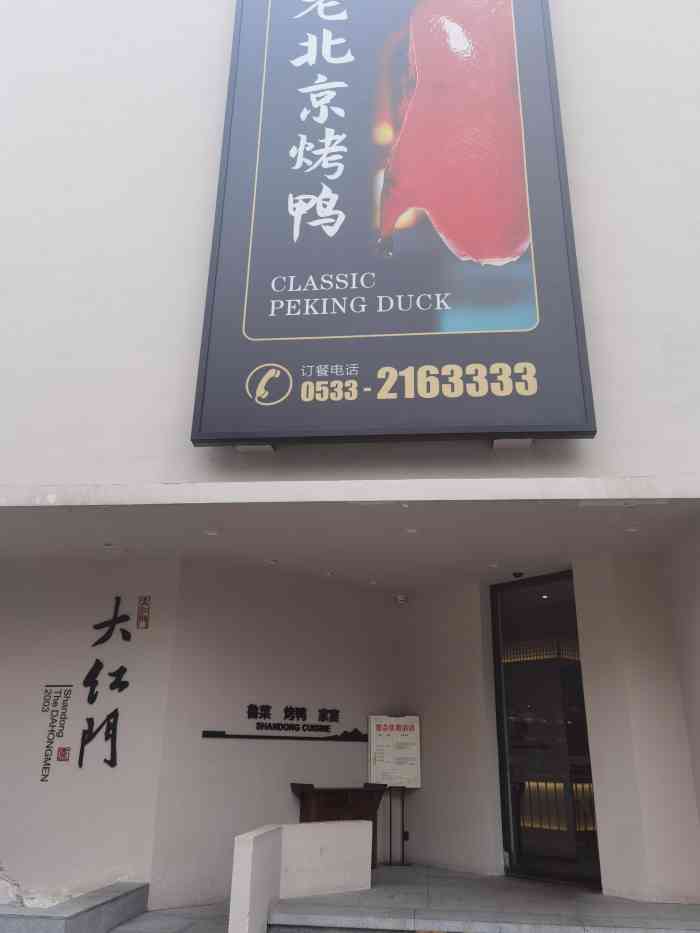 老北京烤鸭
CLASSIC
PEKING DUCK
订餐电话
0533-2163333
大红門
Shandong
The DAHONGMEN
2003
鲁菜 烤鸭 家宴
SHANDONG CUISINE